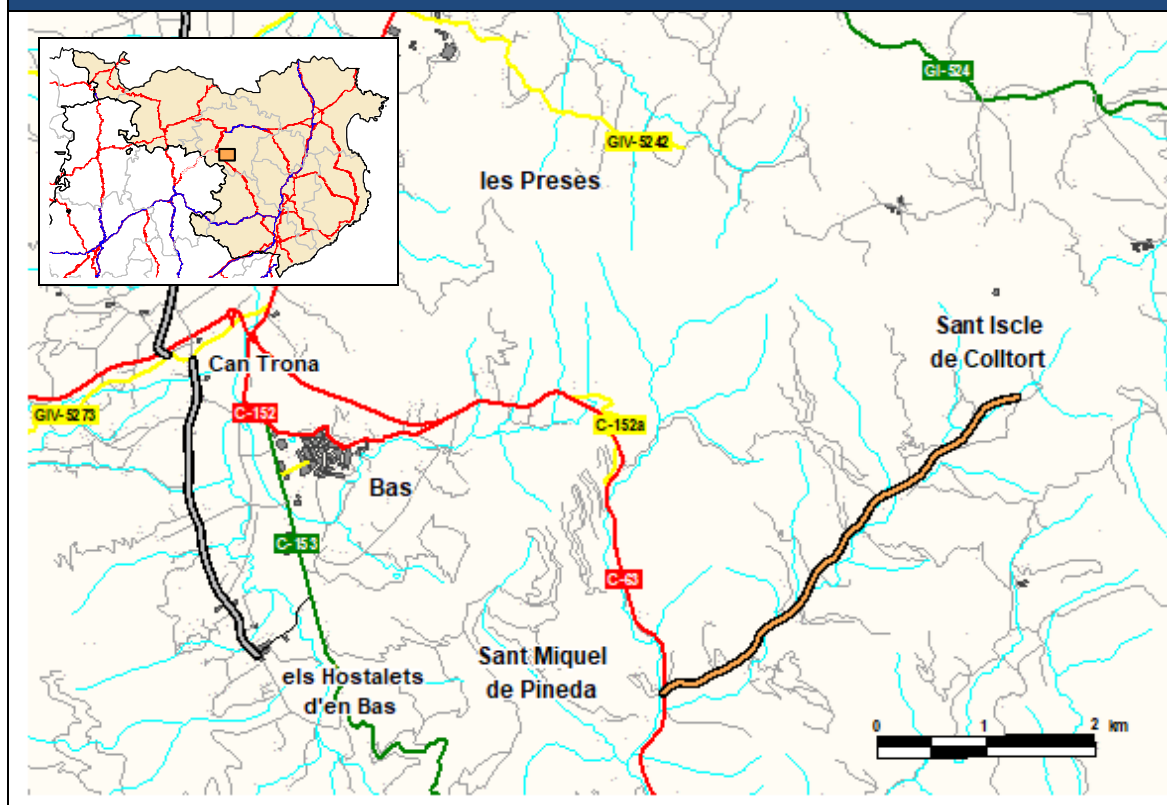 GI-524
GIV-5242
les Preses
Sant Iscle
de Colltort
Can Trona
GIV-5273
C-152
C-152a
Bas
C-153
C-63
Sant Miquel
de Pineda
els Hostalets
d'en Bas
0 1 2 km